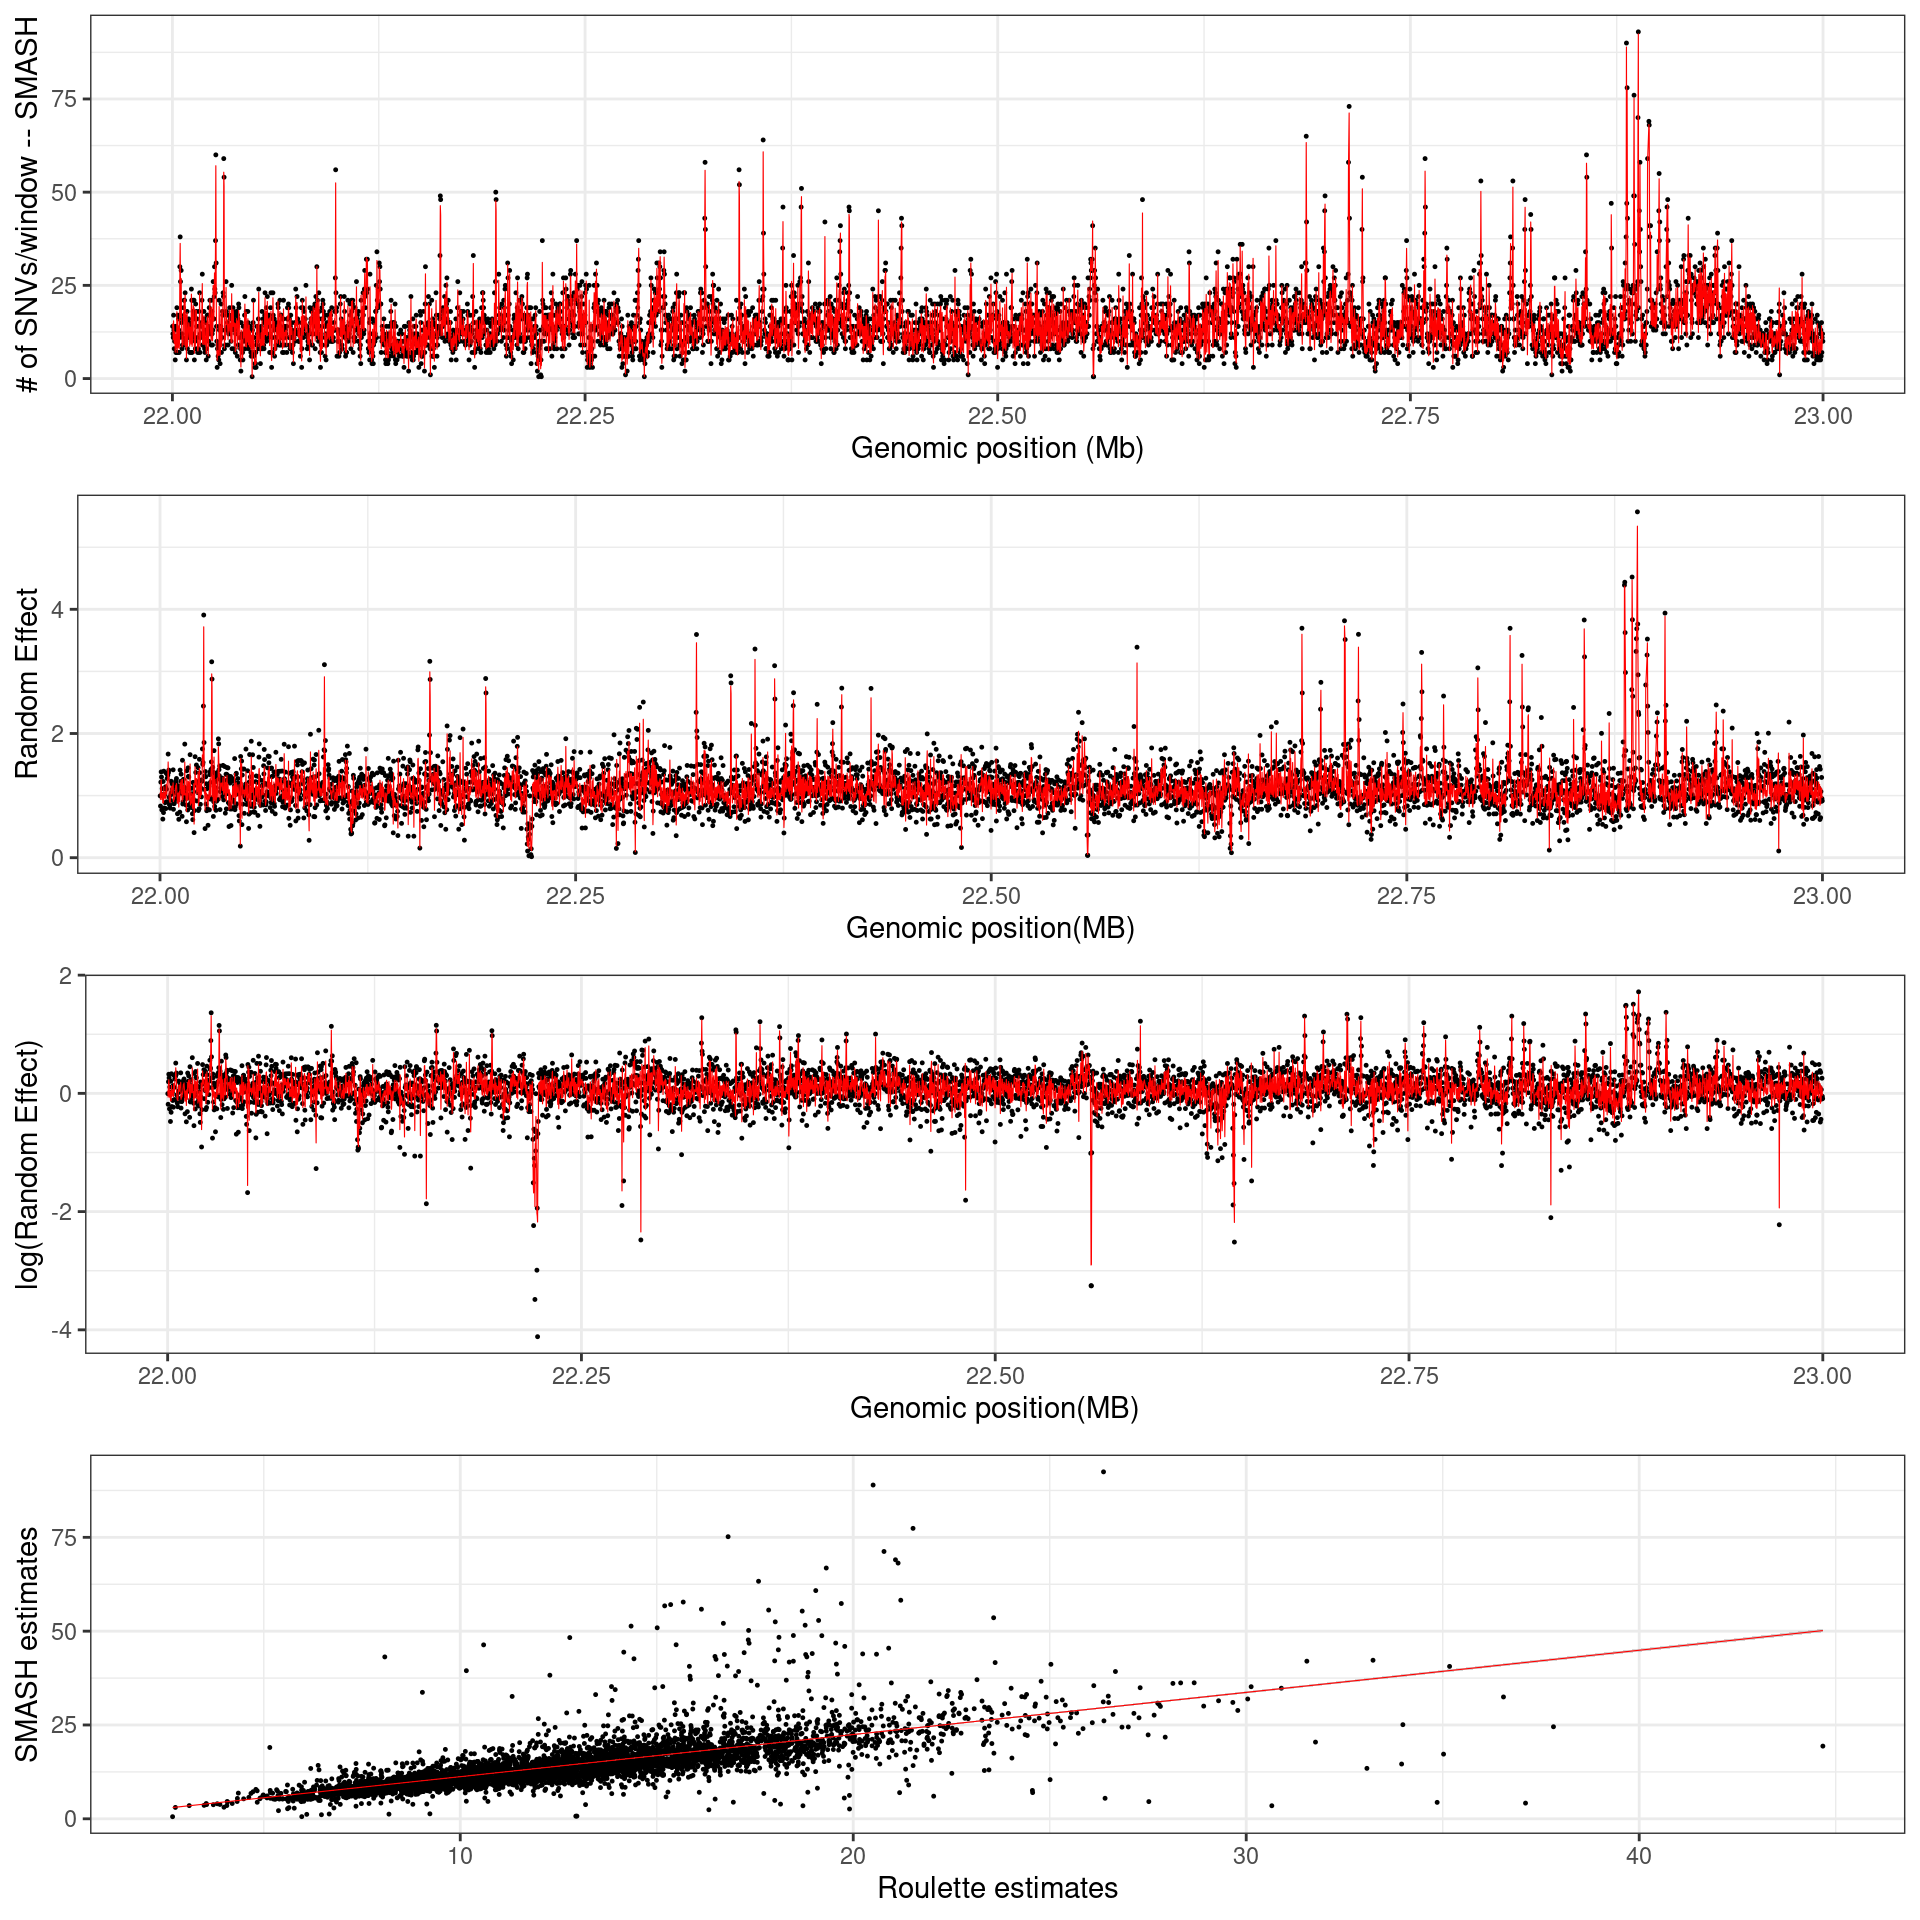 # of SNVs/window -- SMASH
75
50
25
0
22.00 22.25 22.50 22.75 23.00
Genomic position (Mb)
Random Effect
4
2
0
22.00 22.25 22.50 22.75 23.00
Genomic position(MB)
log(Random Effect)
2
0
-2
-4
22.00 22.25 22.50 22.75 23.00
Genomic position(MB)
SMASH estimates
75
50
25
0
10 20 30 40
Roulette estimates